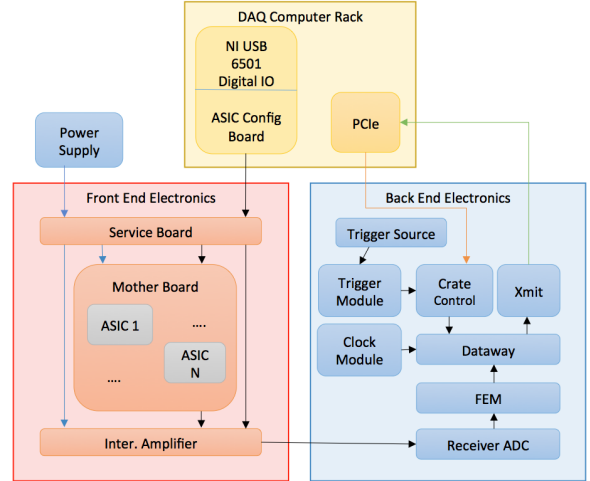 DAQ Computer Rack
NI USB
6501
Digital IO
ASIC Config
Board
PCIe
Power
Supply
Front End Electronics
Service Board
Mother Board
ASIC 1
....
ASIC
N
....
Inter. Amplifier
Back End Electronics
Trigger Source
Trigger
Module
Crate
Control
Xmit
Clock
Module
Dataway
FEM
Receiver ADC